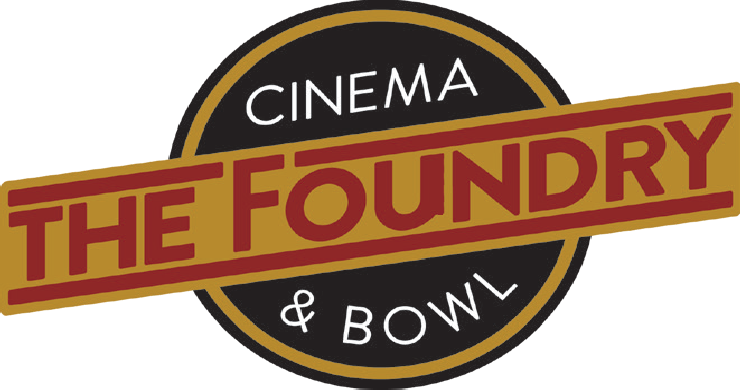 CINEMA
THE FOUNDRY
& BOWL